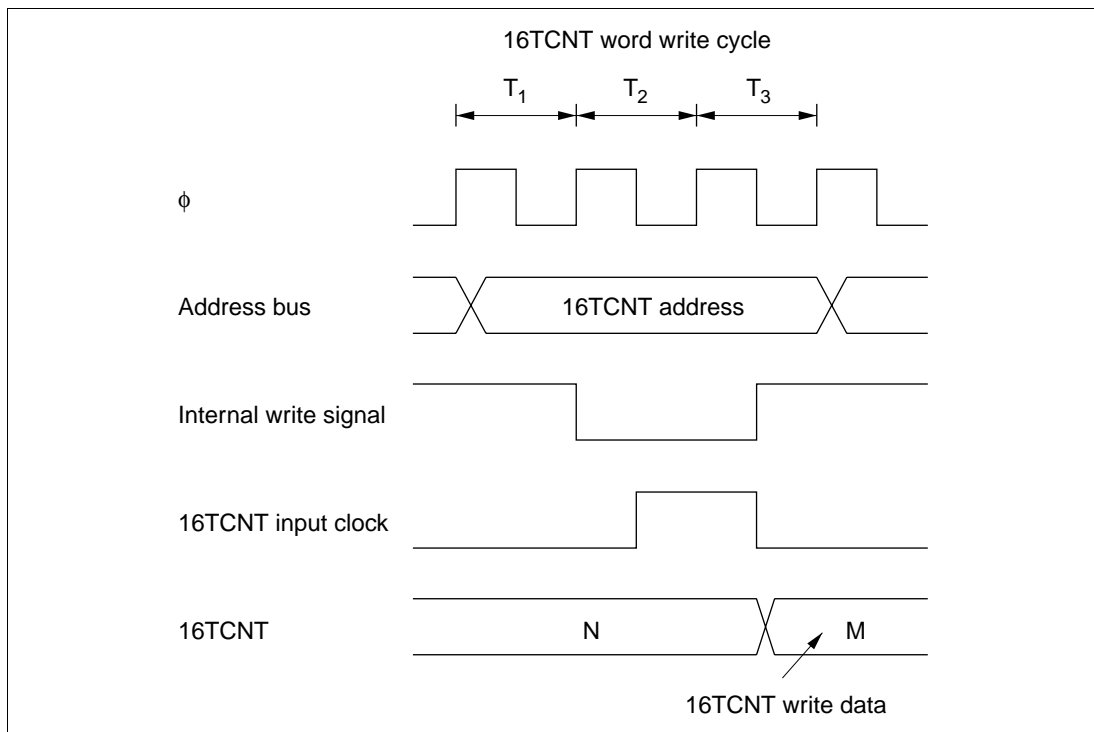 16TCNT word write cycle
T1 T2 T3
ϕ
Address bus
16TCNT address
Internal write signal
16TCNT input clock
16TCNT
N
M
16TCNT write data